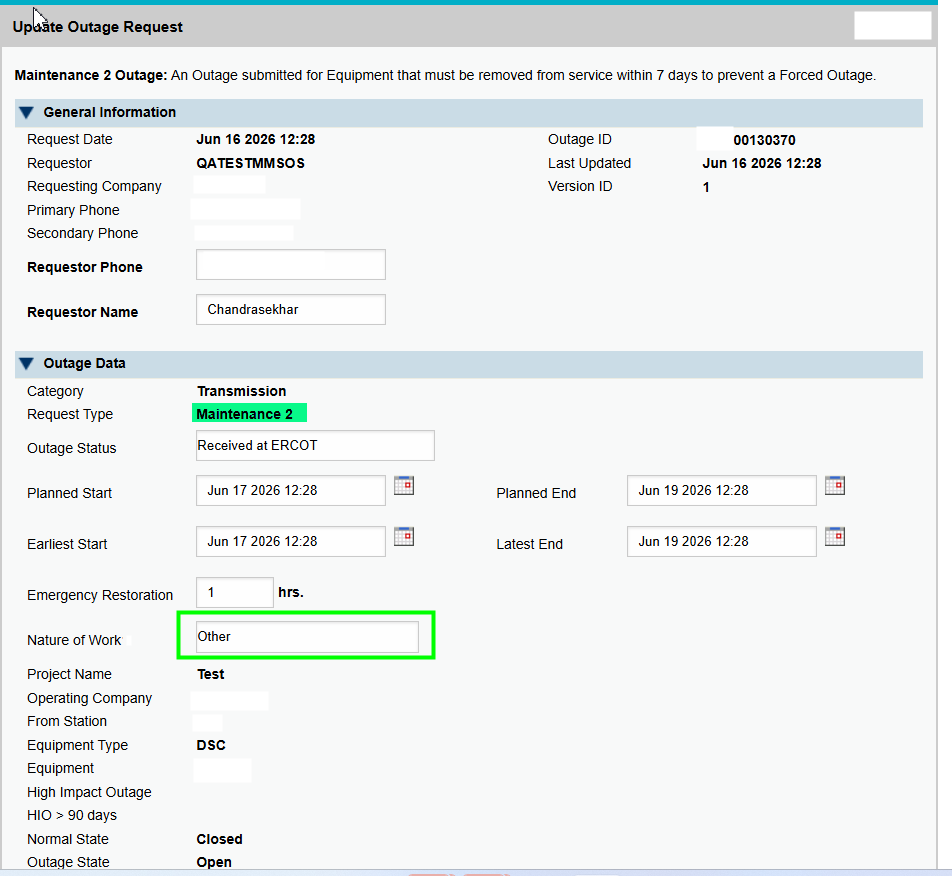 Update Outage Request
Maintenance 2 Outage: An Outage submitted for Equipment that must be removed from service within 7 days to prevent a Forced Outage.
General Information
Request Date Jun 16 2026 12:28 Outage ID 00130370
Requestor QATESTMMSOS Last Updated Jun 16 2026 12:28
Requesting Company Version ID 1
Primary Phone
Secondary Phone
Requestor Phone
Requestor Name Chandrasekhar
Outage Data
Category Transmission
Request Type Maintenance 2
Outage Status Received at ERCOT
Planned Start Jun 17 2026 12:28 Planned End Jun 19 2026 12:28
Earliest Start Jun 17 2026 12:28 Latest End Jun 19 2026 12:28
Emergency Restoration 1 hrs.
Nature of Work Other
Project Name Test
Operating Company
From Station
Equipment Type DSC
Equipment
High Impact Outage
HIO > 90 days
Normal State Closed
Outage State Open